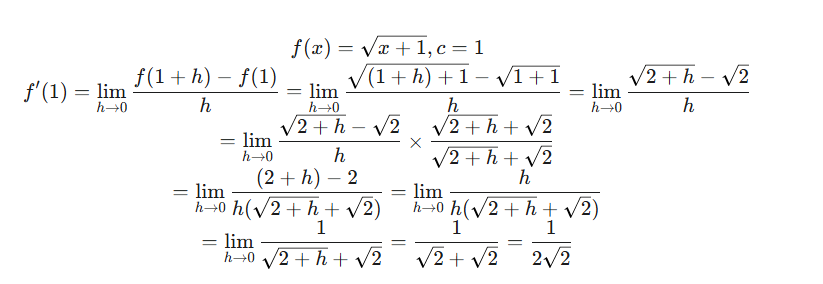 f(x) = √(x + 1), c = 1
f′(1) = lim_{h→0} (f(1 + h) − f(1))/h = lim_{h→0} (√((1 + h) + 1) − √(1 + 1))/h = lim_{h→0} (√(2 + h) − √2)/h
= lim_{h→0} (√(2 + h) − √2)/h × (√(2 + h) + √2)/(√(2 + h) + √2)
= lim_{h→0} ((2 + h) − 2)/(h(√(2 + h) + √2)) = lim_{h→0} h/(h(√(2 + h) + √2))
= lim_{h→0} 1/(√(2 + h) + √2) = 1/(√2 + √2) = 1/(2√2)